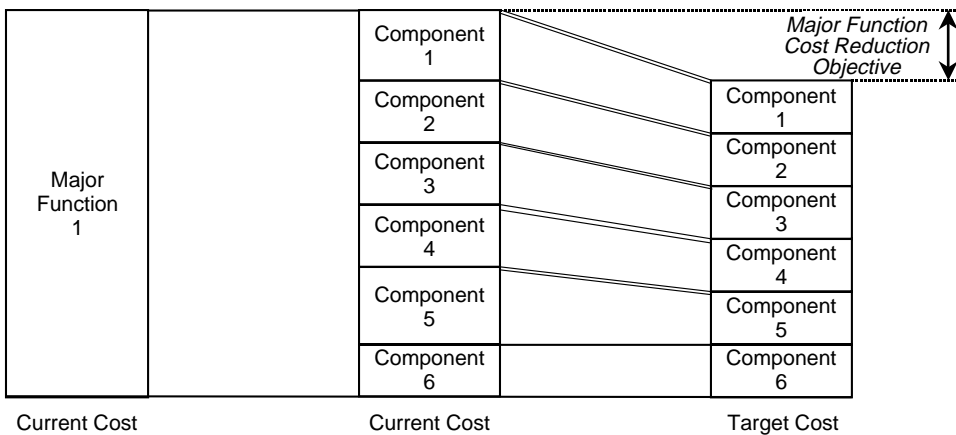 Major
Function
1
Current Cost
Component
1
Component
2
Component
3
Component
4
Component
5
Component
6
Current Cost
Major Function
Cost Reduction
Objective
Component
1
Component
2
Component
3
Component
4
Component
5
Component
6
Target Cost